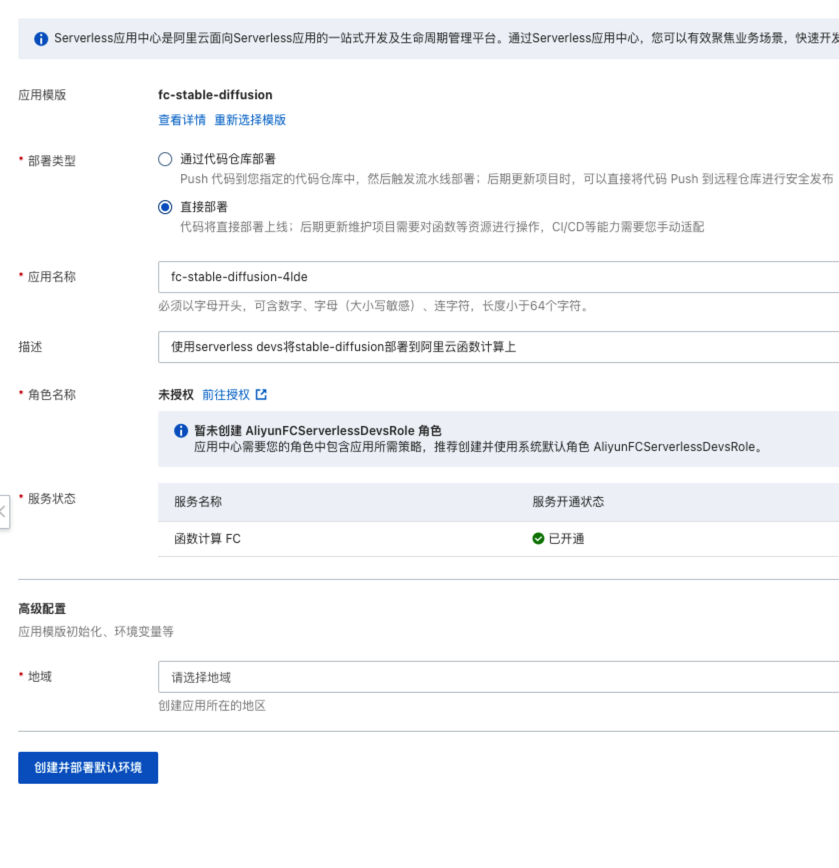 Serverless应用中心是阿里云面向Serverless应用的一站式开发及生命周期管理平台。通过Serverless应用中心，您可以有效聚焦业务场景，快速开发
应用模版
fc-stable-diffusion
查看详情 重新选择模版
* 部署类型
通过代码仓库部署
Push 代码到您指定的代码仓库中，然后触发流水线部署；后期更新项目时，可以直接将代码 Push 到远程仓库进行安全发布
直接部署
代码将直接部署上线；后期更新维护项目需要对函数等资源进行操作，CI/CD等能力需要您手动适配
* 应用名称
fc-stable-diffusion-4lde
必须以字母开头，可含数字、字母（大小写敏感）、连字符，长度小于64个字符。
描述
使用serverless devs将stable-diffusion部署到阿里云函数计算上
* 角色名称
未授权 前往授权
暂未创建 AliyunFCServerlessDevsRole 角色
应用中心需要您的角色中包含应用所需策略，推荐创建并使用系统默认角色 AliyunFCServerlessDevsRole。
* 服务状态
服务名称 服务开通状态
函数计算 FC 已开通
高级配置
应用模版初始化、环境变量等
* 地域
请选择地域
创建应用所在的地区
创建并部署默认环境